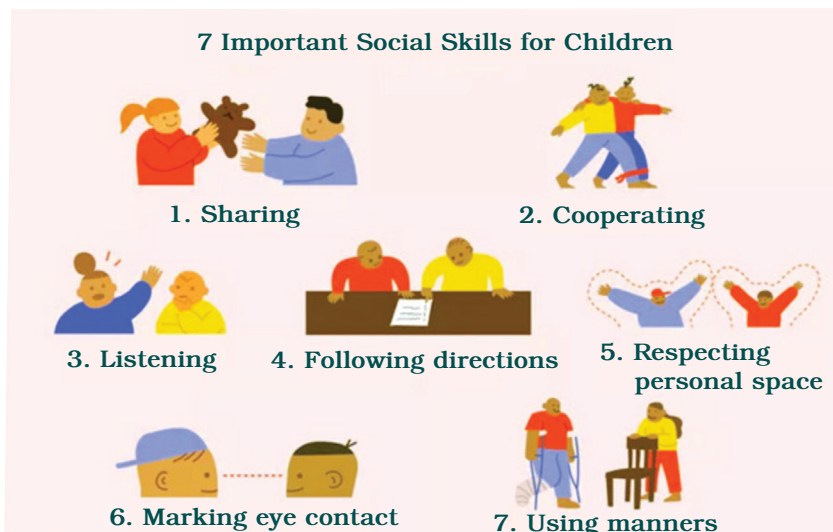 7 Important Social Skills for Children
1. Sharing
2. Cooperating
3. Listening
4. Following directions
5. Respecting
personal space
6. Marking eye contact
7. Using manners